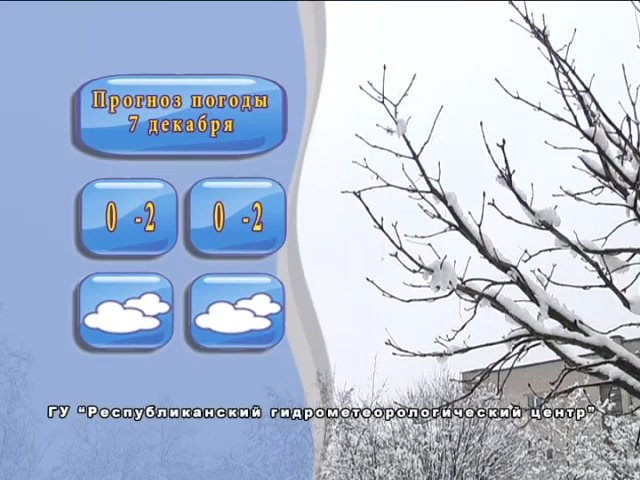 Прогноз погоды
7 декабря
0 -2 0 -2
ГУ “Республиканский гидрометеорологический центр”